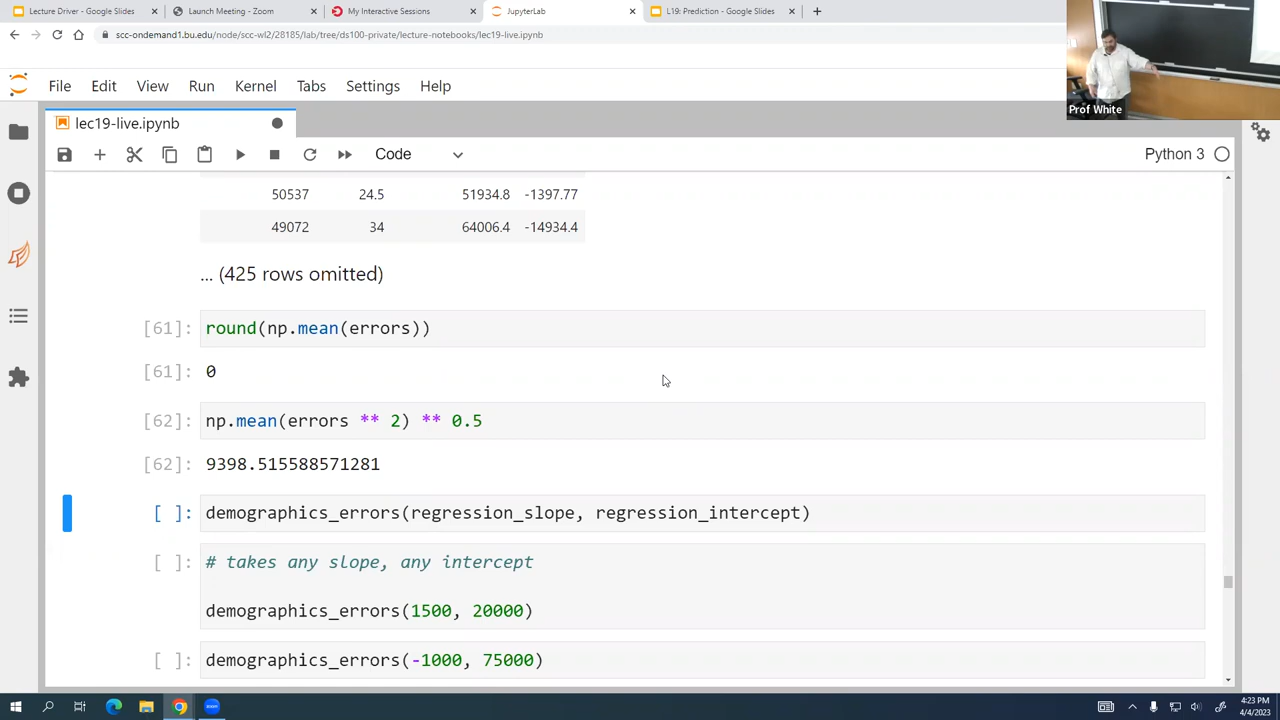 Lecture Driver - Google Slides
Launch Meeting - Zoom
My Interactive Sessions
JupyterLab
L19: Prediction - Google Slides
scc-ondemand1.bu.edu/node/scc-wl2/28185/lab/tree/ds100-private/lecture-notebooks/lec19-live.ipynb
Prof White
File Edit View Run Kernel Tabs Settings Help
lec19-live.ipynb
Code
Python 3
50537 24.5 51934.8 -1397.77
49072 34 64006.4 -14934.4
... (425 rows omitted)
[61]: round(np.mean(errors))
[61]: 0
[62]: np.mean(errors ** 2) ** 0.5
[62]: 9398.515588571281
[ ]: demographics_errors(regression_slope, regression_intercept)
[ ]: # takes any slope, any intercept
demographics_errors(1500, 20000)
[ ]: demographics_errors(-1000, 75000)
4:23 PM
4/4/2023